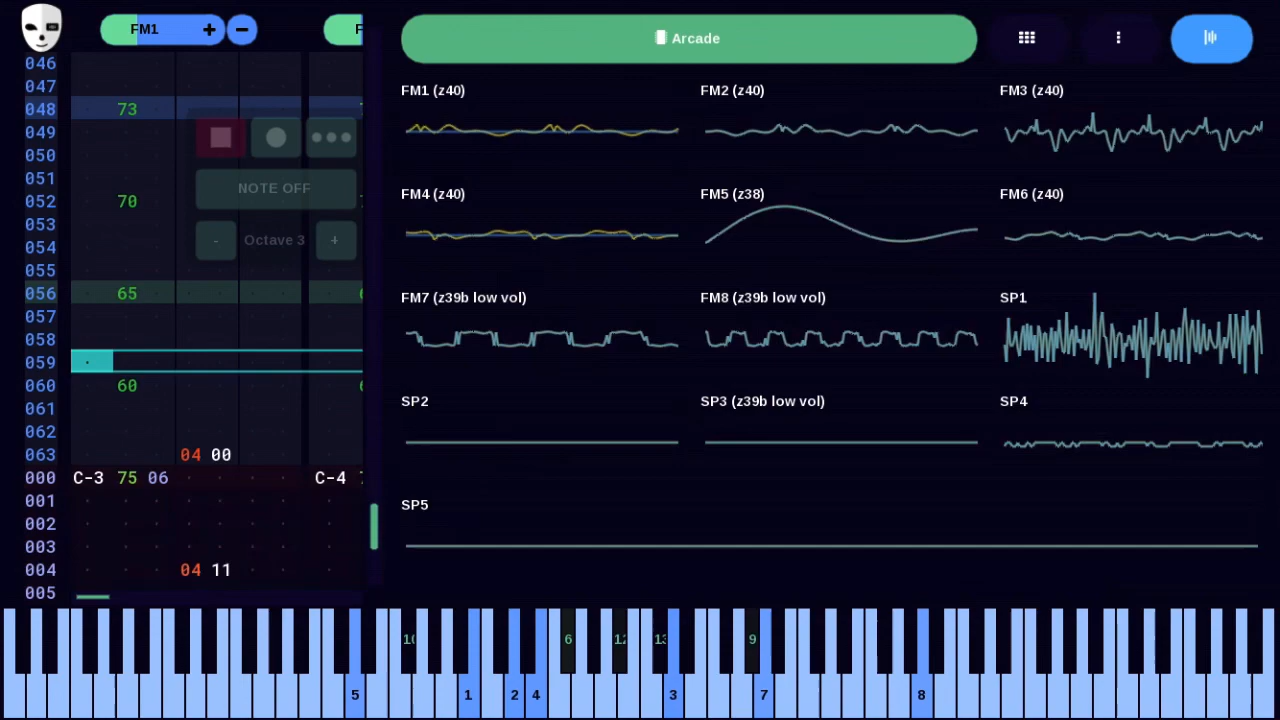 FM1 + -
F
Arcade
046
047
048 73
049
050
051
052 70
053
054
055
056 65
057
058
059
060 60
061
062
063 04 00
000 C-3 75 06 C-4
001
002
003
004 04 11
005
NOTE OFF
- Octave 3 +
FM1 (z40) FM2 (z40) FM3 (z40)
FM4 (z40) FM5 (z38) FM6 (z40)
FM7 (z39b low vol) FM8 (z39b low vol) SP1
SP2 SP3 (z39b low vol) SP4
SP5
10 6 12 13 9
5 1 2 4 3 7 8